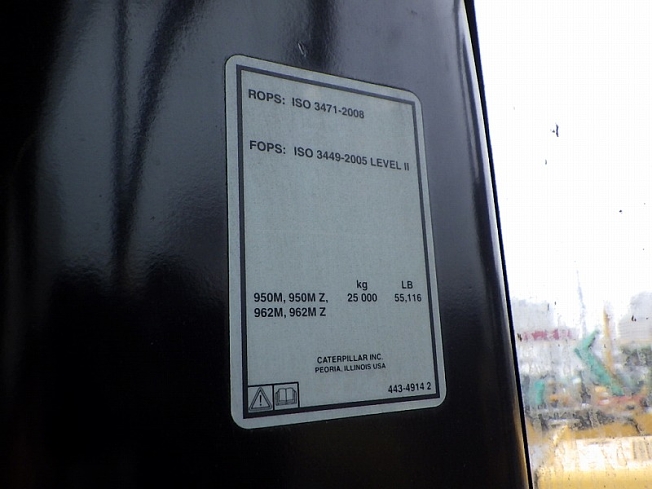 ROPS: ISO 3471-2008
FOPS: ISO 3449-2005 LEVEL II
kg LB
950M, 950M Z, 25 000 55,116
962M, 962M Z
CATERPILLAR INC.
PEORIA, ILLINOIS USA
443-4914 2